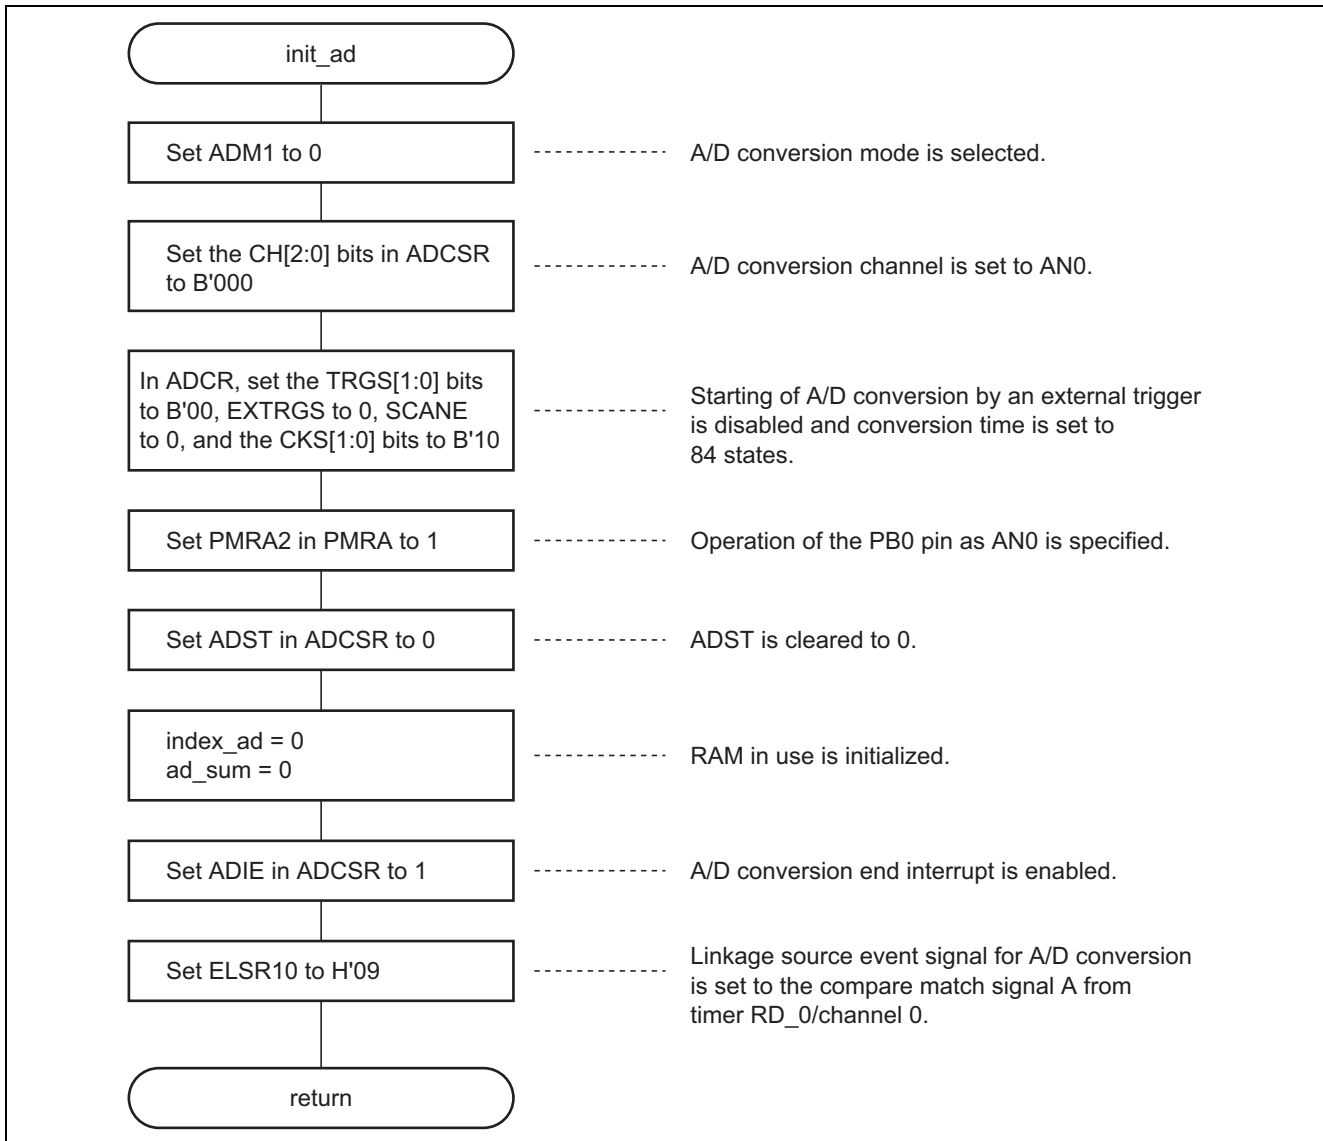 init_ad
Set ADM1 to 0
A/D conversion mode is selected.
Set the CH[2:0] bits in ADCSR
to B'000
A/D conversion channel is set to AN0.
In ADCR, set the TRGS[1:0] bits
to B'00, EXTRGS to 0, SCANE
to 0, and the CKS[1:0] bits to B'10
Starting of A/D conversion by an external trigger
is disabled and conversion time is set to
84 states.
Set PMRA2 in PMRA to 1
Operation of the PB0 pin as AN0 is specified.
Set ADST in ADCSR to 0
ADST is cleared to 0.
index_ad = 0
ad_sum = 0
RAM in use is initialized.
Set ADIE in ADCSR to 1
A/D conversion end interrupt is enabled.
Set ELSR10 to H'09
Linkage source event signal for A/D conversion
is set to the compare match signal A from
timer RD_0/channel 0.
return